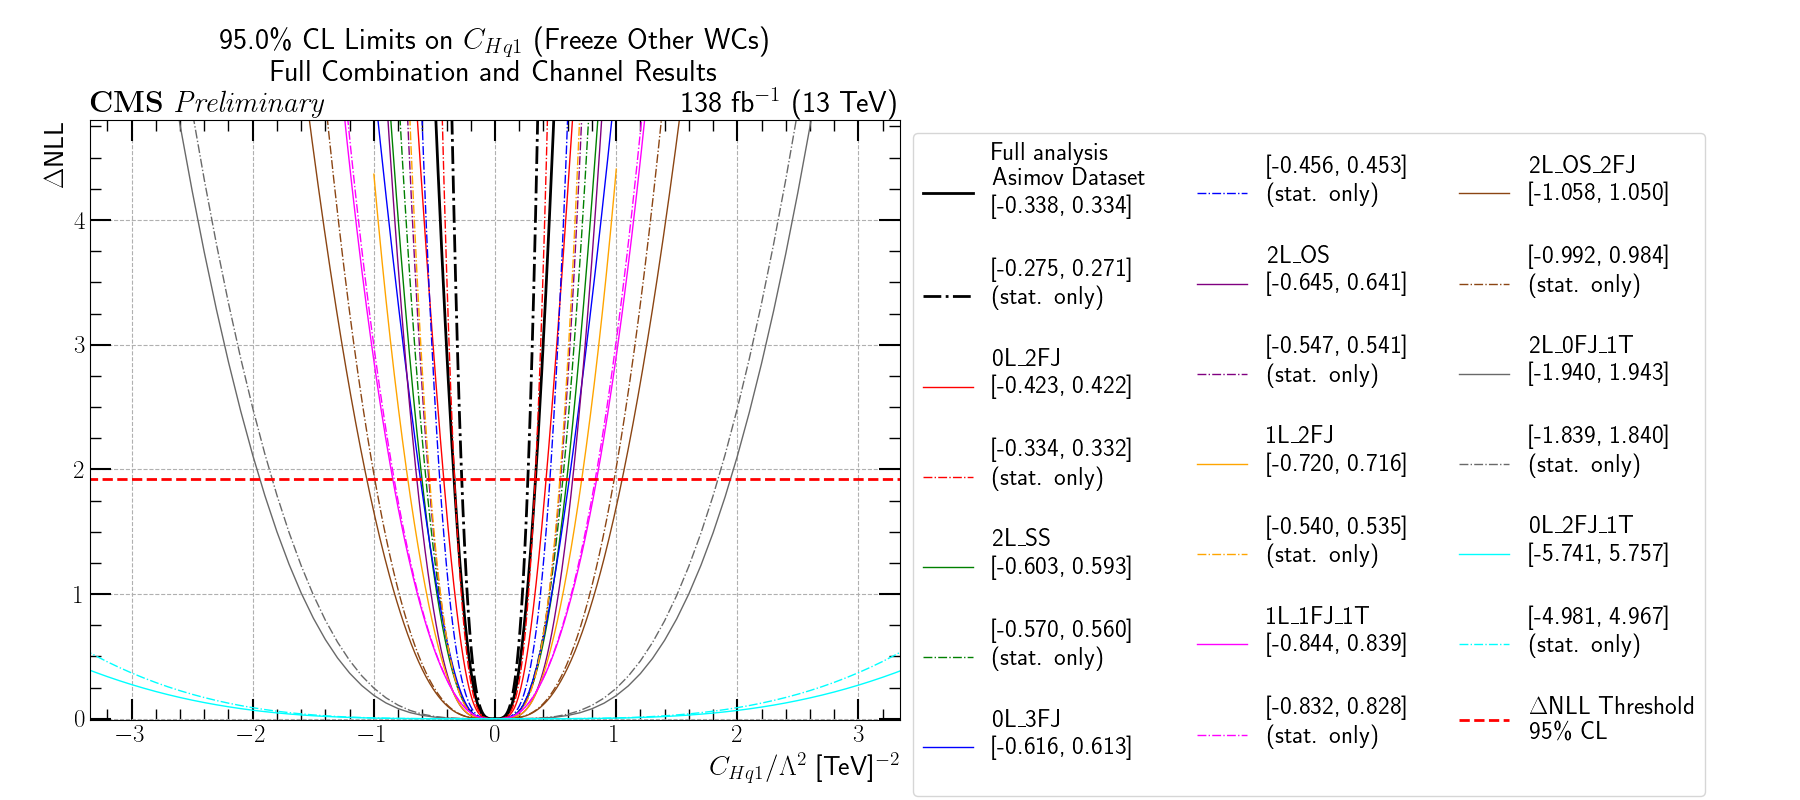 95.0% CL Limits on C_{Hq1} (Freeze Other WCs)
Full Combination and Channel Results
CMS Preliminary
138 fb⁻¹ (13 TeV)
ΔNLL
4
3
2
1
0
−3
−2
−1
0
1
2
3
C_{Hq1}/Λ² [TeV]⁻²
Full analysis
Asimov Dataset
[-0.338, 0.334]
[-0.275, 0.271]
(stat. only)
0L_2FJ
[-0.423, 0.422]
[-0.334, 0.332]
(stat. only)
2L_SS
[-0.603, 0.593]
[-0.570, 0.560]
(stat. only)
0L_3FJ
[-0.616, 0.613]
[-0.456, 0.453]
(stat. only)
2L_OS
[-0.645, 0.641]
[-0.547, 0.541]
(stat. only)
1L_2FJ
[-0.720, 0.716]
[-0.540, 0.535]
(stat. only)
1L_1FJ_1T
[-0.844, 0.839]
[-0.832, 0.828]
(stat. only)
2L_OS_2FJ
[-1.058, 1.050]
[-0.992, 0.984]
(stat. only)
2L_0FJ_1T
[-1.940, 1.943]
[-1.839, 1.840]
(stat. only)
0L_2FJ_1T
[-5.741, 5.757]
[-4.981, 4.967]
(stat. only)
ΔNLL Threshold
95% CL